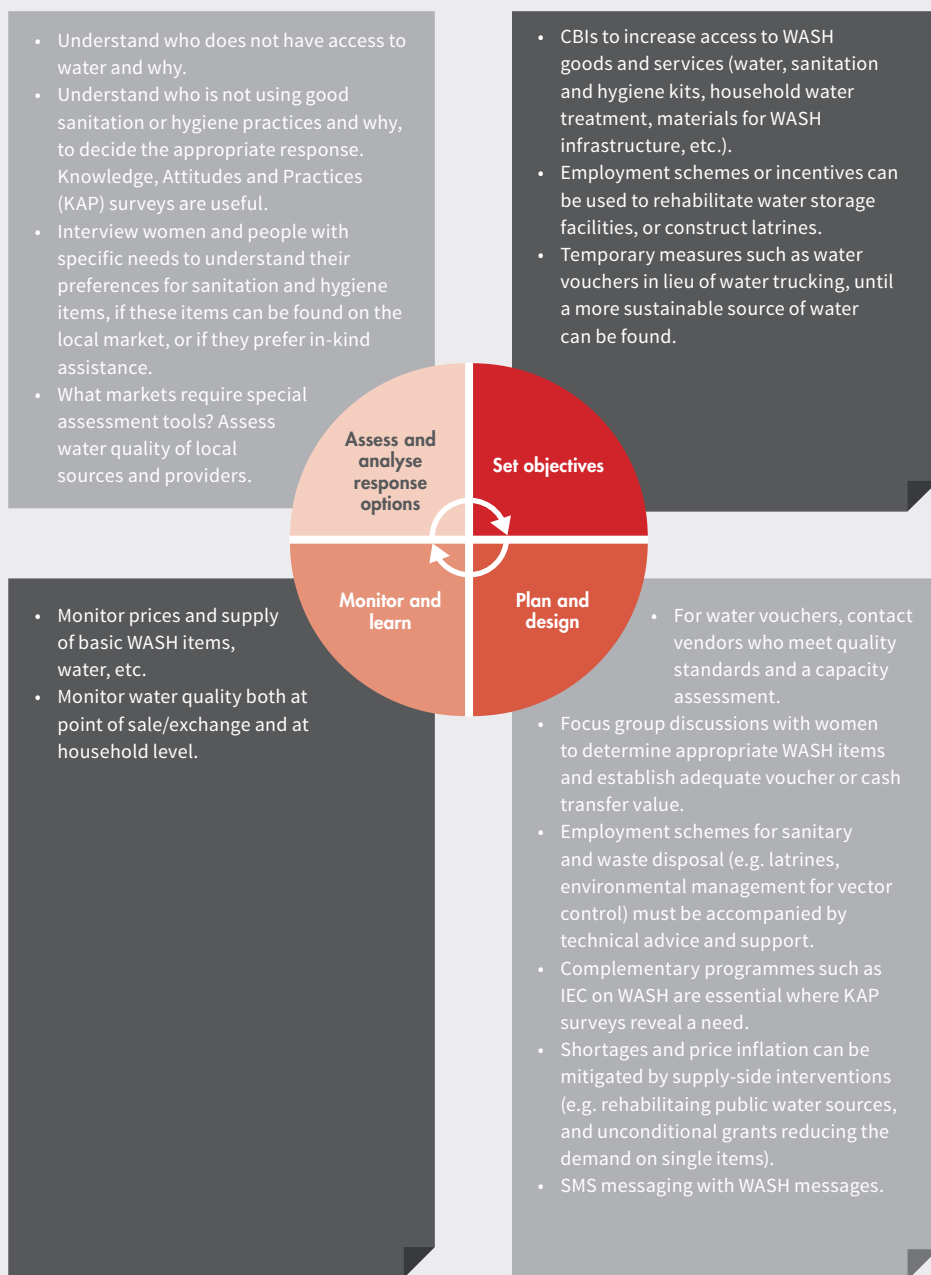 • Understand who does not have access to
water and why.
• Understand who is not using good
sanitation or hygiene practices and why,
to decide the appropriate response.
Knowledge, Attitudes and Practices
(KAP) surveys are useful.
• Interview women and people with
specific needs to understand their
preferences for sanitation and hygiene
items, if these items can be found on the
local market, or if they prefer in-kind
assistance.
• What markets require special
assessment tools? Assess
water quality of local
sources and providers.
• CBIs to increase access to WASH
goods and services (water, sanitation
and hygiene kits, household water
treatment, materials for WASH
infrastructure, etc.).
• Employment schemes or incentives can
be used to rehabilitate water storage
facilities, or construct latrines.
• Temporary measures such as water
vouchers in lieu of water trucking, until
a more sustainable source of water
can be found.
Assess and
analyse
response
options
Set objectives
Monitor and
learn
Plan and
design
• Monitor prices and supply
of basic WASH items,
water, etc.
• Monitor water quality both at
point of sale/exchange and at
household level.
• For water vouchers, contact
vendors who meet quality
standards and a capacity
assessment.
• Focus group discussions with women
to determine appropriate WASH items
and establish adequate voucher or cash
transfer value.
• Employment schemes for sanitary
and waste disposal (e.g. latrines,
environmental management for vector
control) must be accompanied by
technical advice and support.
• Complementary programmes such as
IEC on WASH are essential where KAP
surveys reveal a need.
• Shortages and price inflation can be
mitigated by supply-side interventions
(e.g. rehabilitaing public water sources,
and unconditional grants reducing the
demand on single items).
• SMS messaging with WASH messages.